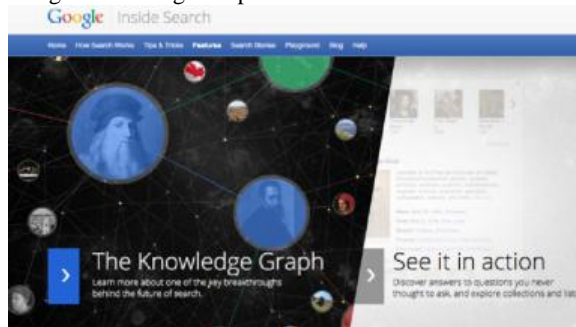 Google Inside Search
Home How Search Works Tips & Tricks Features Search Stories Playground Blog Help
The Knowledge Graph
Learn more about one of the key breakthroughs
behind the future of search.
See it in action
Discover answers to questions you never
thought to ask, and explore collections and lists